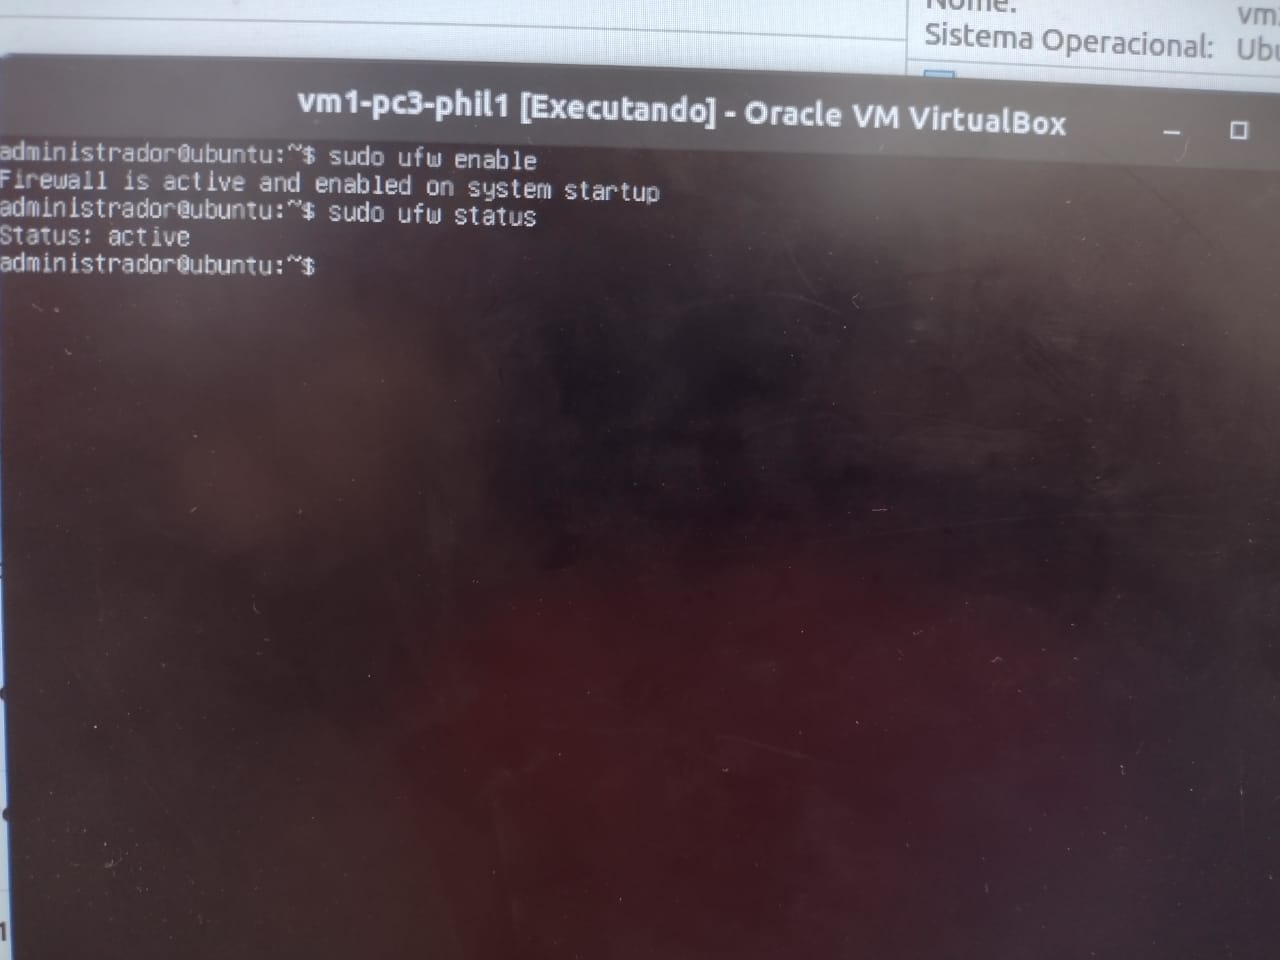 Nome:
vm
Sistema Operacional: Ubu
vm1-pc3-phil1 [Executando] - Oracle VM VirtualBox
administrador@ubuntu:~$ sudo ufw enable
Firewall is active and enabled on system startup
administrador@ubuntu:~$ sudo ufw status
Status: active
administrador@ubuntu:~$